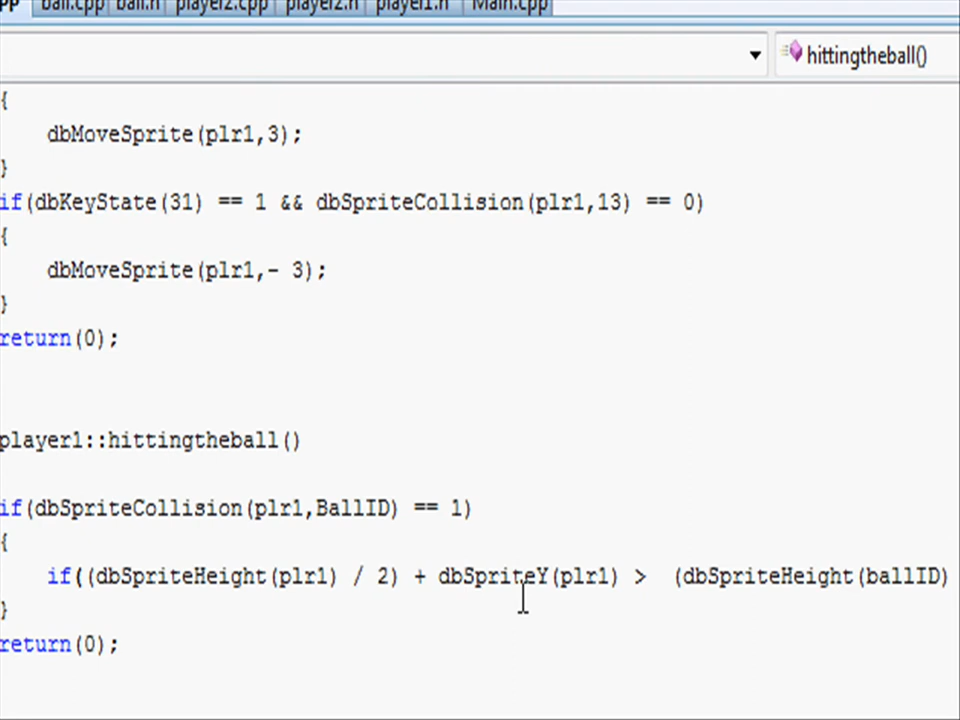 pp ball.cpp ball.h player2.cpp player2.h player1.h Main.cpp
hittingtheball()
{
dbMoveSprite(plr1,3);
}
if(dbKeyState(31) == 1 && dbSpriteCollision(plr1,13) == 0)
{
dbMoveSprite(plr1,- 3);
}
return(0);
player1::hittingtheball()
if(dbSpriteCollision(plr1,BallID) == 1)
{
if((dbSpriteHeight(plr1) / 2) + dbSpriteY(plr1) > (dbSpriteHeight(ballID)
}
return(0);